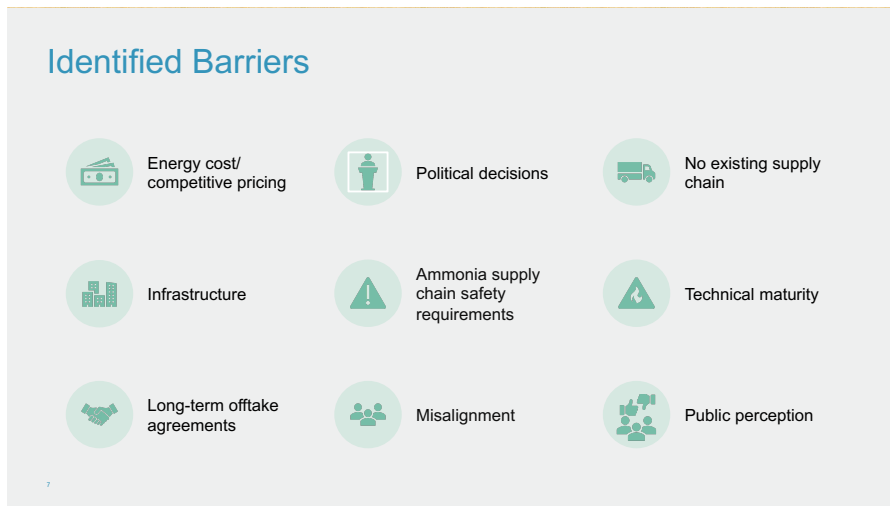 Identified Barriers
Energy cost/
competitive pricing
Political decisions
No existing supply
chain
Infrastructure
Ammonia supply
chain safety
requirements
Technical maturity
Long-term offtake
agreements
Misalignment
Public perception
7